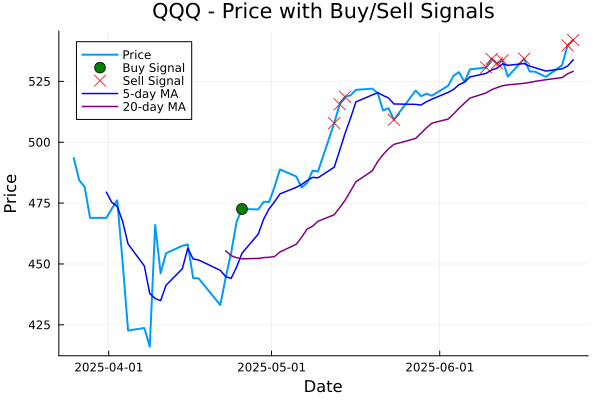 QQQ - Price with Buy/Sell Signals
Price
Buy Signal
Sell Signal
5-day MA
20-day MA
525
500
475
450
425
Price
2025-04-01
2025-05-01
2025-06-01
Date